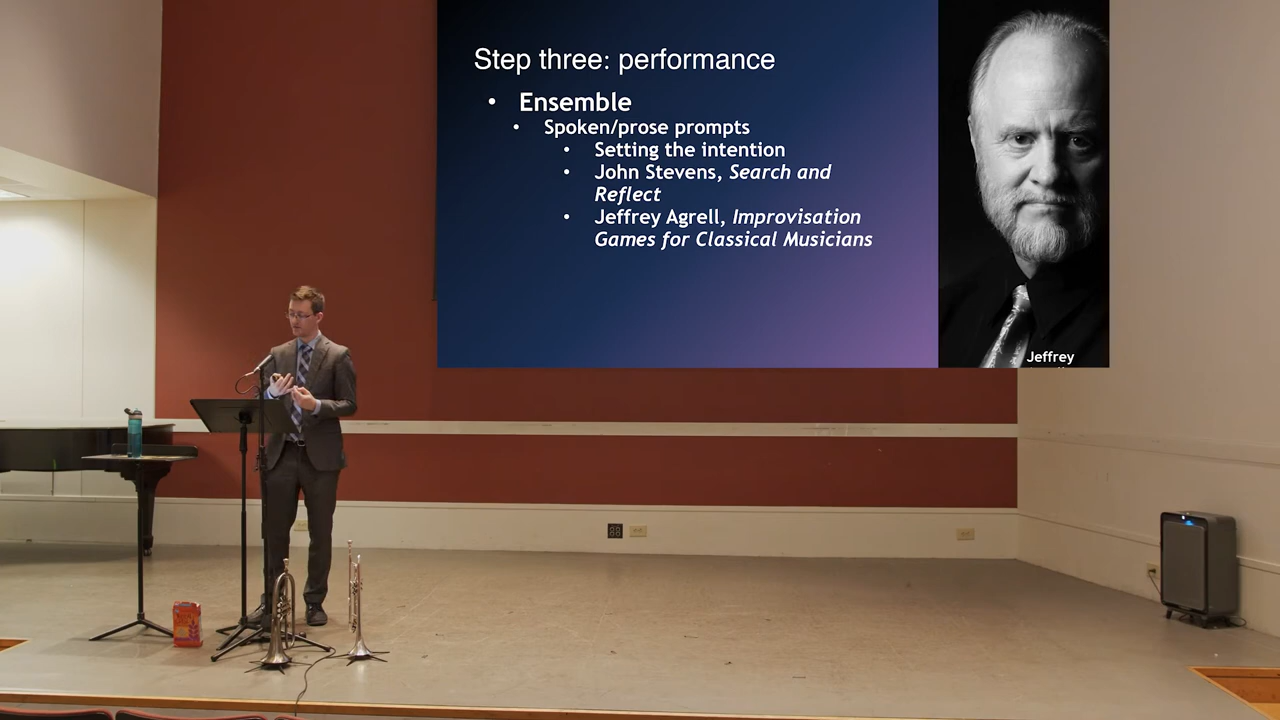 Step three: performance
• Ensemble
• Spoken/prose prompts
• Setting the intention
• John Stevens, Search and
Reflect
• Jeffrey Agrell, Improvisation
Games for Classical Musicians
Jeffrey